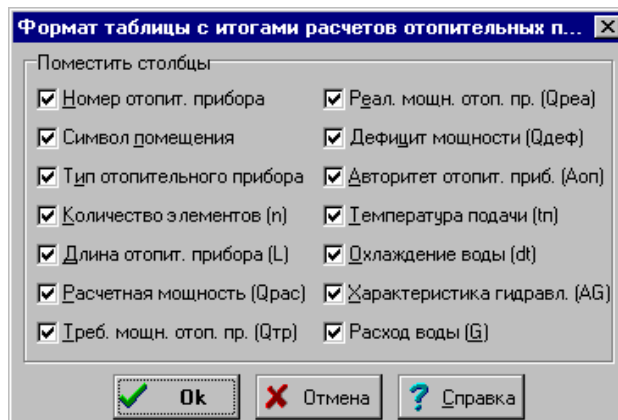 Формат таблицы с итогами расчетов отопительных п...
Поместить столбцы
Номер отопит. прибора
Символ помещения
Тип отопительного прибора
Количество элементов (n)
Длина отопит. прибора (L)
Расчетная мощность (Qрас)
Треб. мощн. отоп. пр. (Qтр)
Реал. мощн. отоп. пр. (Qреа)
Дефицит мощности (Qдеф)
Авторитет отопит. приб. (Аоп)
Температура подачи (tп)
Охлаждение воды (dt)
Характеристика гидравл. (AG)
Расход воды (G)
Ok
Отмена
Справка